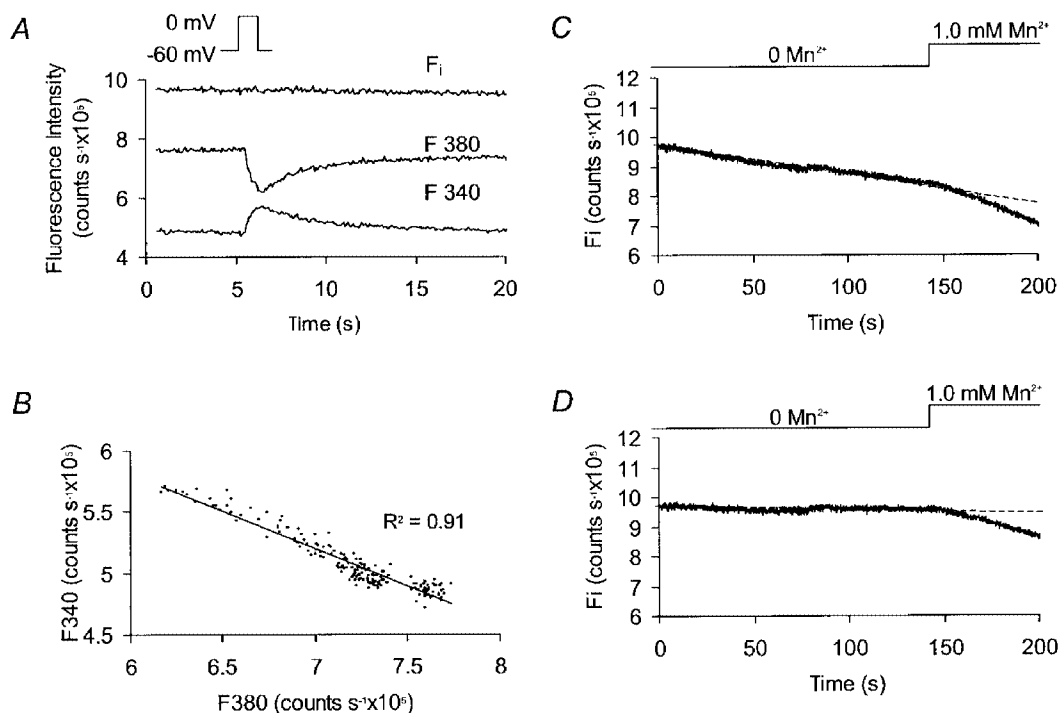 A
0 mV
-60 mV
Fluorescence Intensity
(counts s⁻¹x10⁵)
10
8
6
4
Fᵢ
F 380
F 340
0
5
10
15
20
Time (s)
B
F340 (counts s⁻¹x10⁵)
6
5.5
5
4.5
R² = 0.91
6
6.5
7
7.5
8
F380 (counts s⁻¹x10⁵)
C
1.0 mM Mn²⁺
0 Mn²⁺
Fi (counts s⁻¹x10⁵)
12
11
10
9
8
7
6
0
50
100
150
200
Time (s)
D
1.0 mM Mn²⁺
0 Mn²⁺
Fi (counts s⁻¹x10⁵)
12
11
10
9
8
7
6
0
50
100
150
200
Time (s)